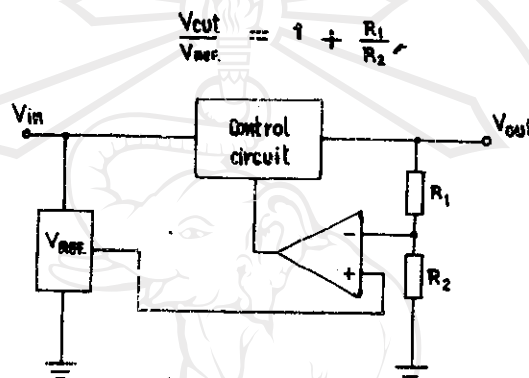 Vout/VREF. = 1 + R1/R2
Vin
Control
circuit
Vout
R1
VREF.
−
+
R2